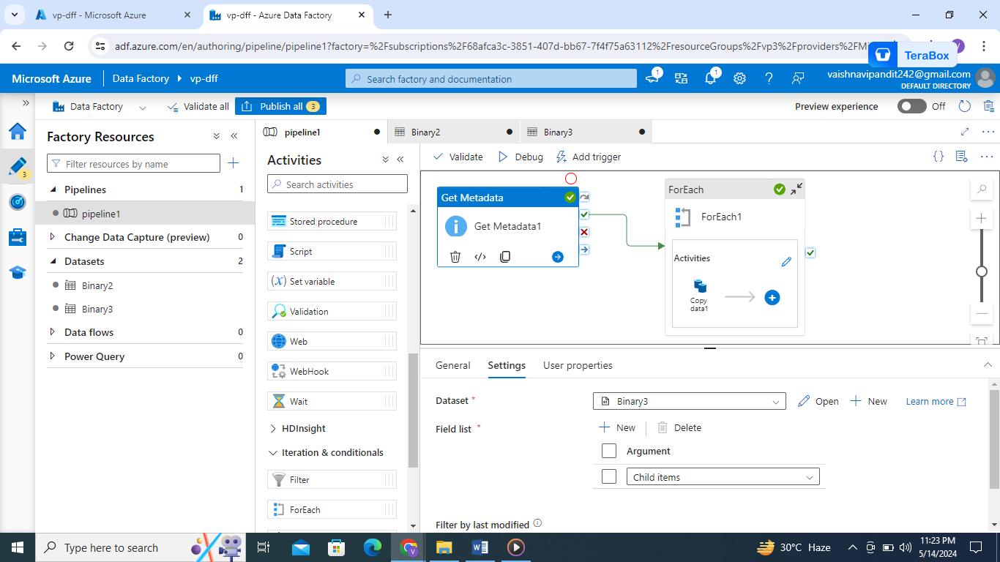 vp-dff - Microsoft Azure
vp-dff - Azure Data Factory
adf.azure.com/en/authoring/pipeline/pipeline1?factory=%2Fsubscriptions%2F68afca3c-3851-407d-bb67-7f4f75a63112%2FresourceGroups%2Fvp3%2Fproviders%2FMi
TeraBox
Microsoft Azure
Data Factory
vp-dff
Search factory and documentation
1
1
vaishnavipandit242@gmail.com
DEFAULT DIRECTORY
Data Factory
Validate all
Publish all 3
Preview experience
Off
3
Factory Resources
Filter resources by name
Pipelines 1
pipeline1
Change Data Capture (preview) 0
Datasets 2
Binary2
Binary3
Data flows 0
Power Query 0
pipeline1
Binary2
Binary3
Activities
Search activities
Stored procedure
Script
Set variable
Validation
Web
WebHook
Wait
HDInsight
Iteration & conditionals
Filter
ForEach
Validate
Debug
Add trigger
Get Metadata
Get Metadata1
ForEach
ForEach1
Activities
Copy
data1
General
Settings
User properties
Dataset *
Binary3
Open
New
Learn more
Field list *
New
Delete
Argument
Child items
Filter by last modified
Type here to search
30°C Haze
11:23 PM
5/14/2024